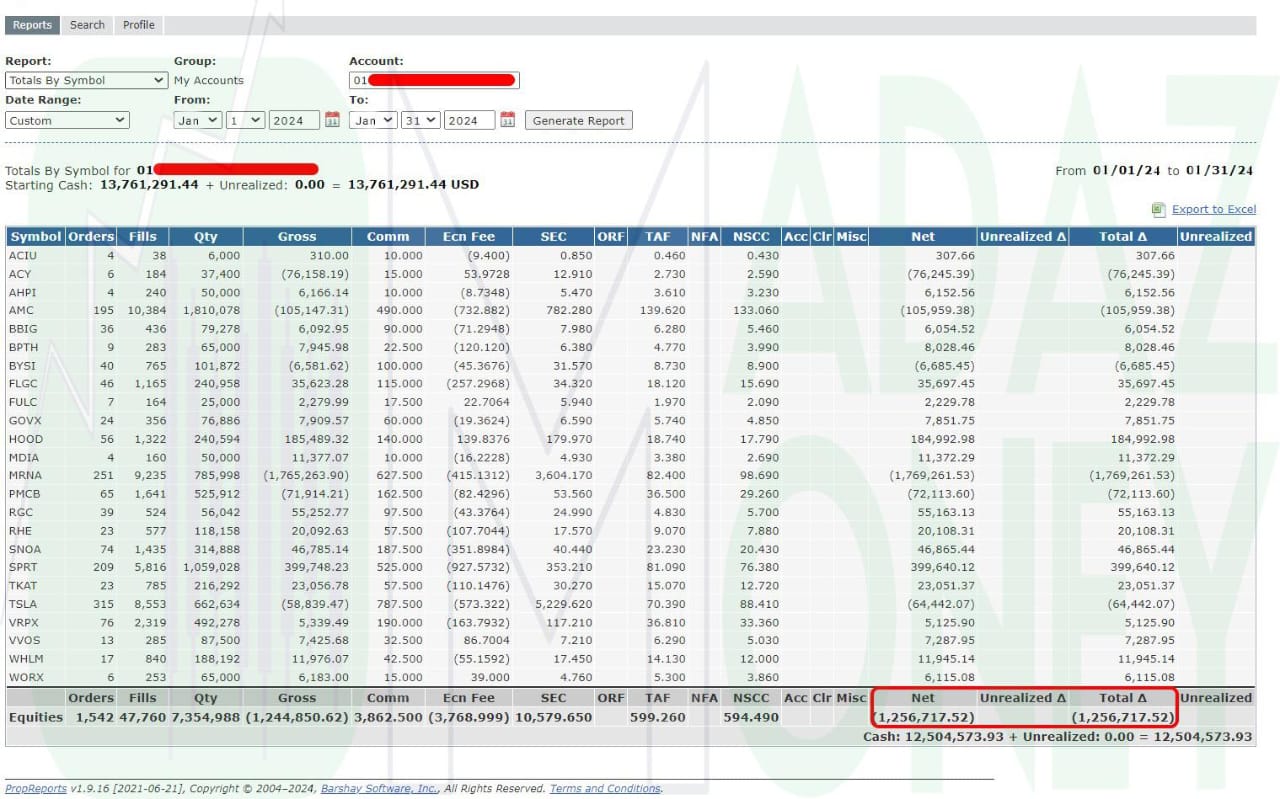 Reports Search Profile
Report: Group: Account:
Totals By Symbol My Accounts 01
Date Range: From: To:
Custom Jan 1 2024 31 Jan 31 2024 31 Generate Report
Totals By Symbol for 01 From 01/01/24 to 01/31/24
Starting Cash: 13,761,291.44 + Unrealized: 0.00 = 13,761,291.44 USD
Export to Excel
Symbol Orders Fills Qty Gross Comm Ecn Fee SEC ORF TAF NFA NSCC Acc Clr Misc Net Unrealized Δ Total Δ Unrealized
ACIU 4 38 6,000 310.00 10.000 (9.400) 0.850 0.460 0.430 307.66 307.66
ACY 6 184 37,400 (76,158.19) 15.000 53.9728 12.910 2.730 2.590 (76,245.39) (76,245.39)
AHPI 4 240 50,000 6,166.14 10.000 (8.7348) 5.470 3.610 3.230 6,152.56 6,152.56
AMC 195 10,384 1,810,078 (105,147.31) 490.000 (732.882) 782.280 139.620 133.060 (105,959.38) (105,959.38)
BBIG 36 436 79,278 6,092.95 90.000 (71.2948) 7.980 6.280 5.460 6,054.52 6,054.52
BPTH 9 283 65,000 7,945.98 22.500 (120.120) 6.380 4.770 3.990 8,028.46 8,028.46
BYSI 40 765 101,872 (6,581.62) 100.000 (45.3676) 31.570 8.730 8.900 (6,685.45) (6,685.45)
FLGC 46 1,165 240,958 35,623.28 115.000 (257.2968) 34.320 18.120 15.690 35,697.45 35,697.45
FULC 7 164 25,000 2,279.99 17.500 22.7064 5.940 1.970 2.090 2,229.78 2,229.78
GOVX 24 356 76,886 7,909.57 60.000 (19.3624) 6.590 5.740 4.850 7,851.75 7,851.75
HOOD 56 1,322 240,594 185,489.32 140.000 139.8376 179.970 18.740 17.790 184,992.98 184,992.98
MDIA 4 160 50,000 11,377.07 10.000 (16.2228) 4.930 3.380 2.690 11,372.29 11,372.29
MRNA 251 9,235 785,998 (1,765,263.90) 627.500 (415.1312) 3,604.170 82.400 98.690 (1,769,261.53) (1,769,261.53)
PMCB 65 1,641 525,912 (71,914.21) 162.500 (82.4296) 53.560 36.500 29.260 (72,113.60) (72,113.60)
RGC 39 524 56,042 55,252.77 97.500 (43.3764) 24.990 4.830 5.700 55,163.13 55,163.13
RHE 23 577 118,158 20,092.63 57.500 (107.7044) 17.570 9.070 7.880 20,108.31 20,108.31
SNOA 74 1,435 314,888 46,785.14 187.500 (351.8984) 40.440 23.230 20.430 46,865.44 46,865.44
SPRT 209 5,816 1,059,028 399,748.23 525.000 (927.5732) 353.210 81.090 76.380 399,640.12 399,640.12
TKAT 23 785 216,292 23,056.78 57.500 (110.1476) 30.270 15.070 12.720 23,051.37 23,051.37
TSLA 315 8,553 662,634 (58,839.47) 787.500 (573.322) 5,229.620 70.390 88.410 (64,442.07) (64,442.07)
VRPX 76 2,319 492,278 5,339.49 190.000 (163.7932) 117.210 36.810 33.360 5,125.90 5,125.90
VVOS 13 285 87,500 7,425.68 32.500 86.7004 7.210 6.290 5.030 7,287.95 7,287.95
WHLM 17 840 188,192 11,976.07 42.500 (55.1592) 17.450 14.130 12.000 11,945.14 11,945.14
WORX 6 253 65,000 6,183.00 15.000 39.000 4.760 5.300 3.860 6,115.08 6,115.08
Orders Fills Qty Gross Comm Ecn Fee SEC ORF TAF NFA NSCC Acc Clr Misc Net Unrealized Δ Total Δ Unrealized
Equities 1,542 47,760 7,354,988 (1,244,850.62) 3,862.500 (3,768.999) 10,579.650 599.260 594.490 (1,256,717.52) (1,256,717.52)
Cash: 12,504,573.93 + Unrealized: 0.00 = 12,504,573.93
PropReports v1.9.16 [2021-06-21], Copyright © 2004–2024, Barshay Software, Inc., All Rights Reserved. Terms and Conditions.
MADAZ
MONEY